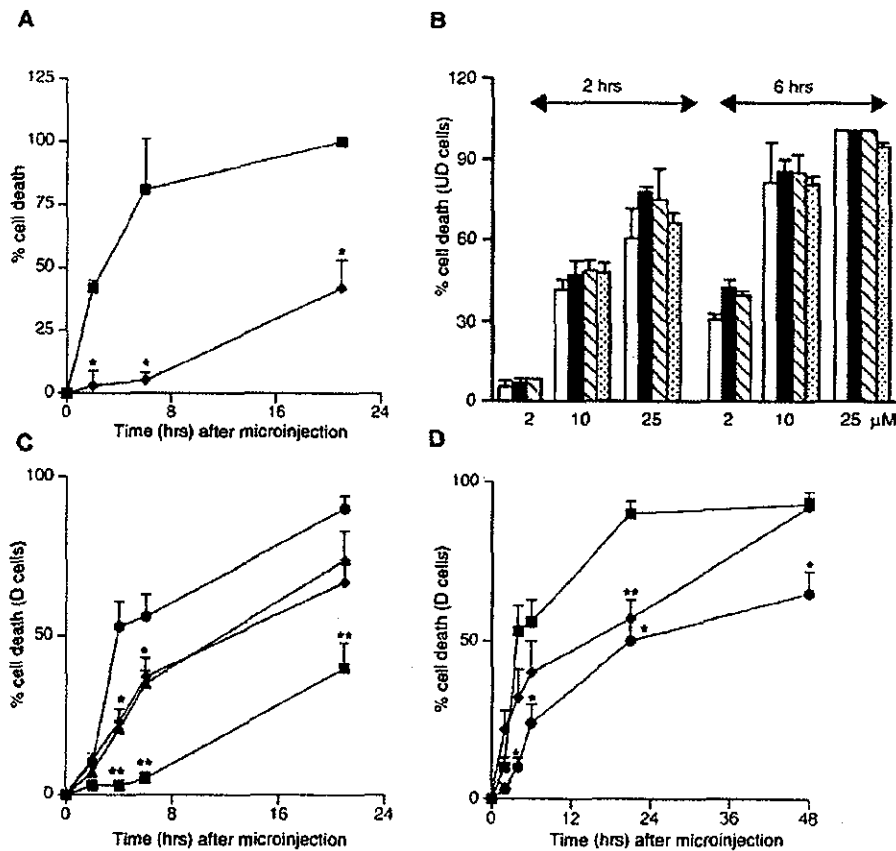 A
% cell death
125
100
75
50
25
0
0 8 16 24
Time (hrs) after microinjection
* * *
B
% cell death (UD cells)
120
90
60
30
0
2 hrs 6 hrs
2 10 25 2 10 25 µM
C
% cell death (D cells)
100
50
0
0 8 16 24
Time (hrs) after microinjection
* * ** ** **
D
% cell death (D cells)
100
50
0
0 12 24 36 48
Time (hrs) after microinjection
* * ** * *